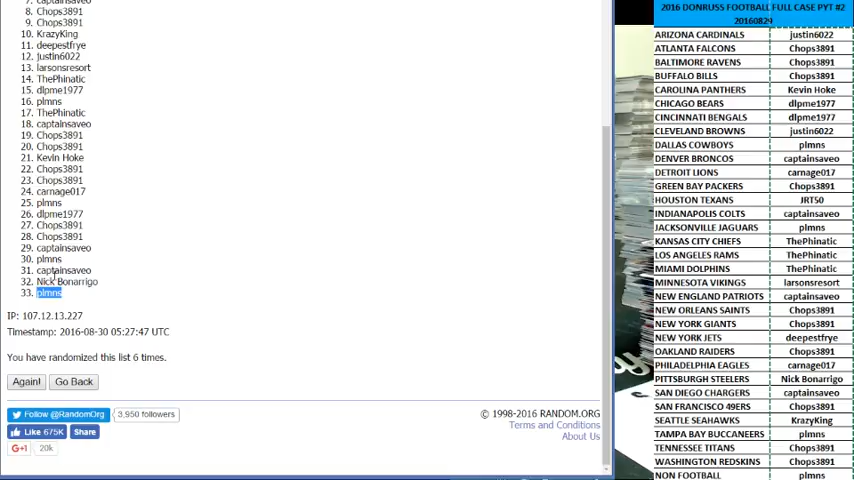 7. captainsaveo
8. Chops3891
9. Chops3891
10. KrazyKing
11. deepestfrye
12. justin6022
13. larsonsresort
14. ThePhinatic
15. dlpme1977
16. plmns
17. ThePhinatic
18. captainsaveo
19. Chops3891
20. Chops3891
21. Kevin Hoke
22. Chops3891
23. Chops3891
24. carnage017
25. plmns
26. dlpme1977
27. Chops3891
28. Chops3891
29. captainsaveo
30. plmns
31. captainsaveo
32. Nick Bonarrigo
33. plmns
IP: 107.12.13.227
Timestamp: 2016-08-30 05:27:47 UTC
You have randomized this list 6 times.
Again! Go Back
Follow @RandomOrg 3,950 followers
Like 675K Share
G+1 20k
© 1998-2016 RANDOM.ORG
Terms and Conditions
About Us
2016 DONRUSS FOOTBALL FULL CASE PYT #2
20160829
ARIZONA CARDINALS justin6022
ATLANTA FALCONS Chops3891
BALTIMORE RAVENS Chops3891
BUFFALO BILLS Chops3891
CAROLINA PANTHERS Kevin Hoke
CHICAGO BEARS dlpme1977
CINCINNATI BENGALS dlpme1977
CLEVELAND BROWNS justin6022
DALLAS COWBOYS plmns
DENVER BRONCOS captainsaveo
DETROIT LIONS carnage017
GREEN BAY PACKERS Chops3891
HOUSTON TEXANS JRT50
INDIANAPOLIS COLTS captainsaveo
JACKSONVILLE JAGUARS plmns
KANSAS CITY CHIEFS ThePhinatic
LOS ANGELES RAMS ThePhinatic
MIAMI DOLPHINS ThePhinatic
MINNESOTA VIKINGS larsonsresort
NEW ENGLAND PATRIOTS captainsaveo
NEW ORLEANS SAINTS Chops3891
NEW YORK GIANTS Chops3891
NEW YORK JETS deepestfrye
OAKLAND RAIDERS Chops3891
PHILADELPHIA EAGLES carnage017
PITTSBURGH STEELERS Nick Bonarrigo
SAN DIEGO CHARGERS captainsaveo
SAN FRANCISCO 49ERS Chops3891
SEATTLE SEAHAWKS KrazyKing
TAMPA BAY BUCCANEERS plmns
TENNESSEE TITANS Chops3891
WASHINGTON REDSKINS Chops3891
NON FOOTBALL plmns